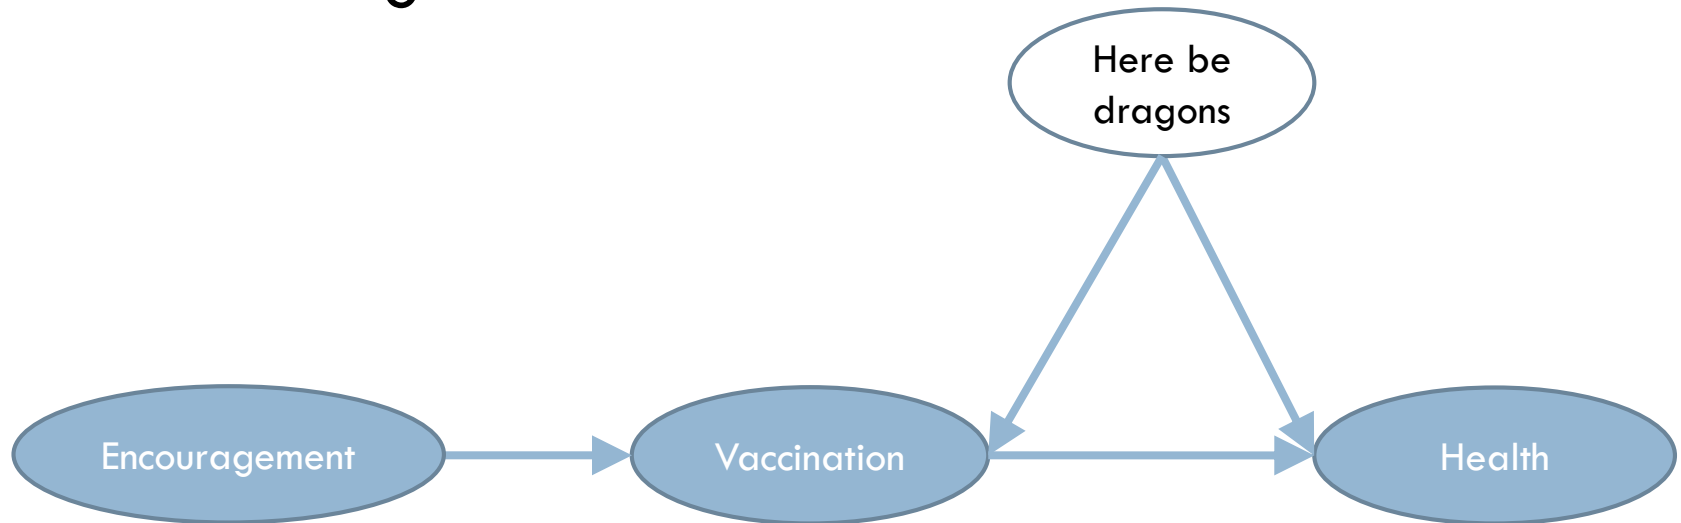 Here be
dragons
Encouragement
Vaccination
Health